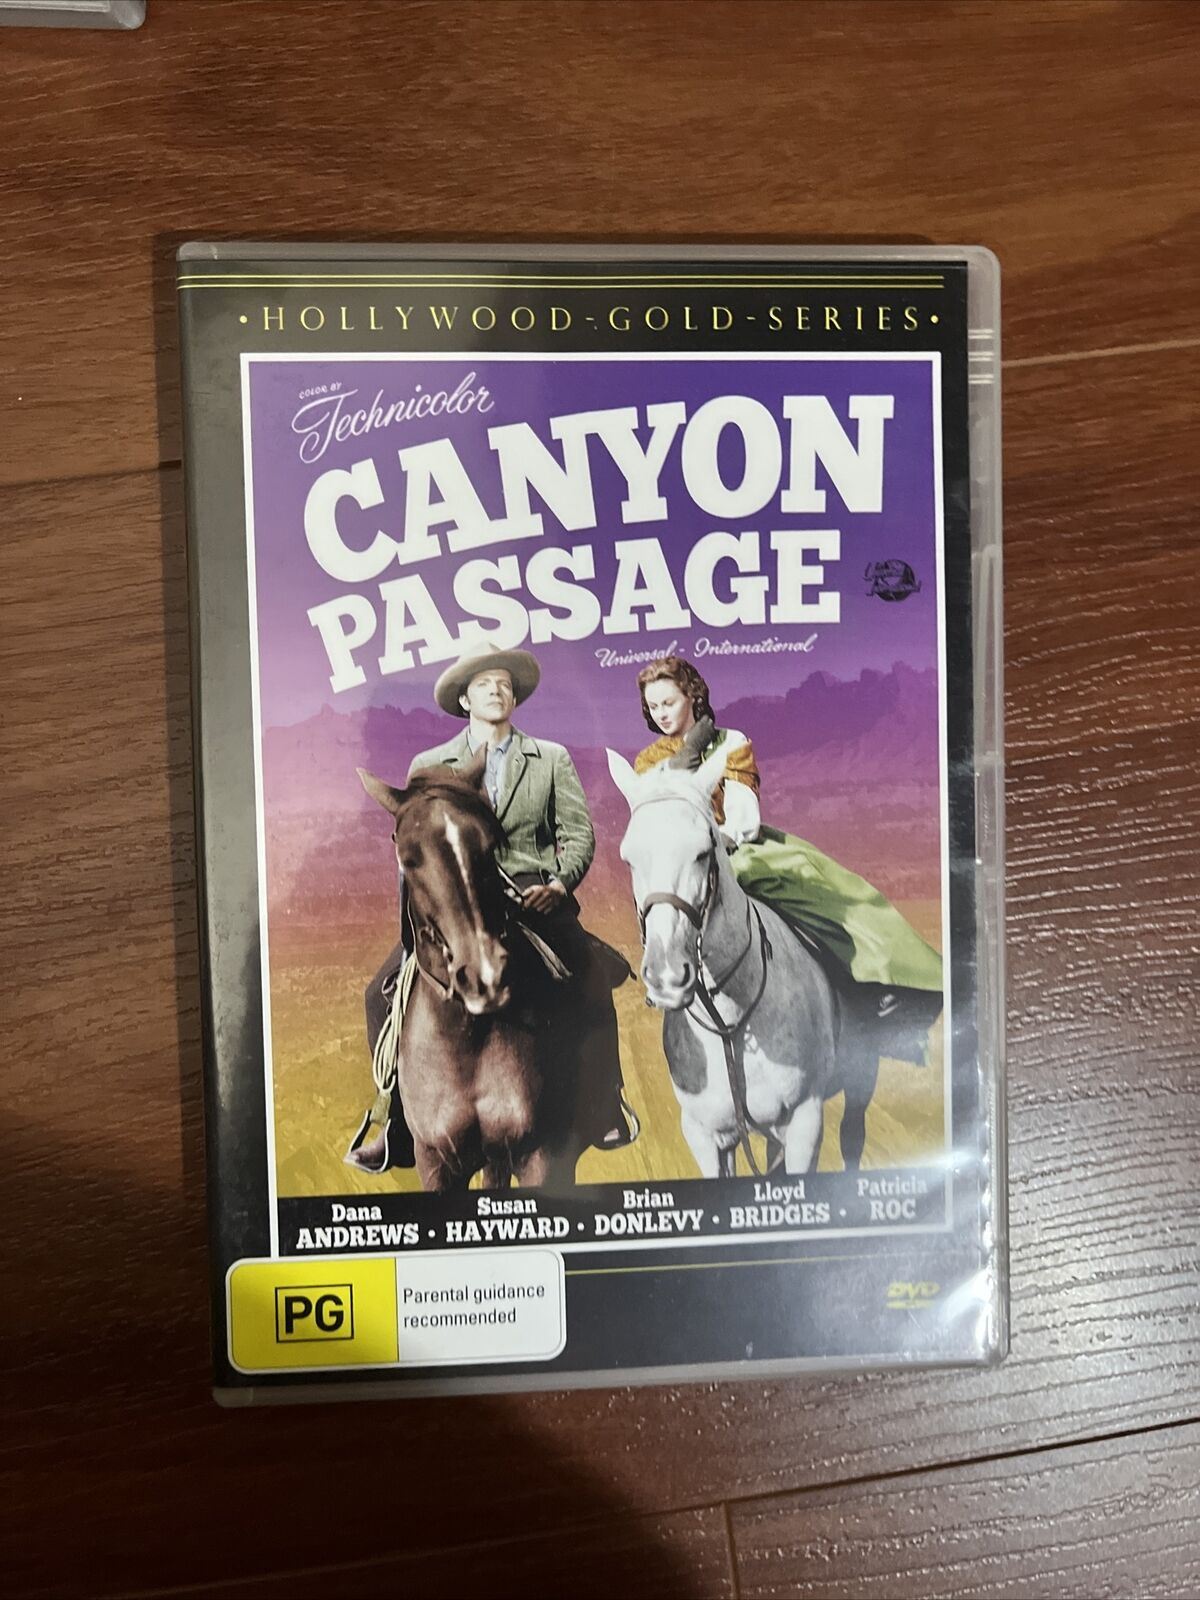 • HOLLYWOOD - GOLD - SERIES •
COLOR BY
Technicolor
CANYON
PASSAGE
Universal - International
Dana ANDREWS • Susan HAYWARD • Brian DONLEVY • Lloyd BRIDGES • Patricia ROC
PG
Parental guidance
recommended
DVD